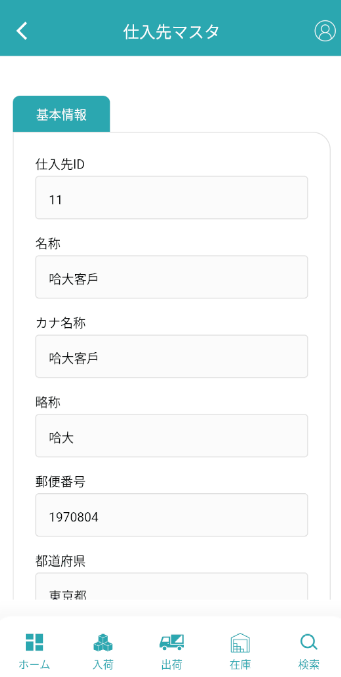 仕入先マスタ
基本情報
仕入先ID
11
名称
哈大客戶
カナ名称
哈大客戶
略称
哈大
郵便番号
1970804
都道府県
東京都
ホーム
入荷
出荷
在庫
検索